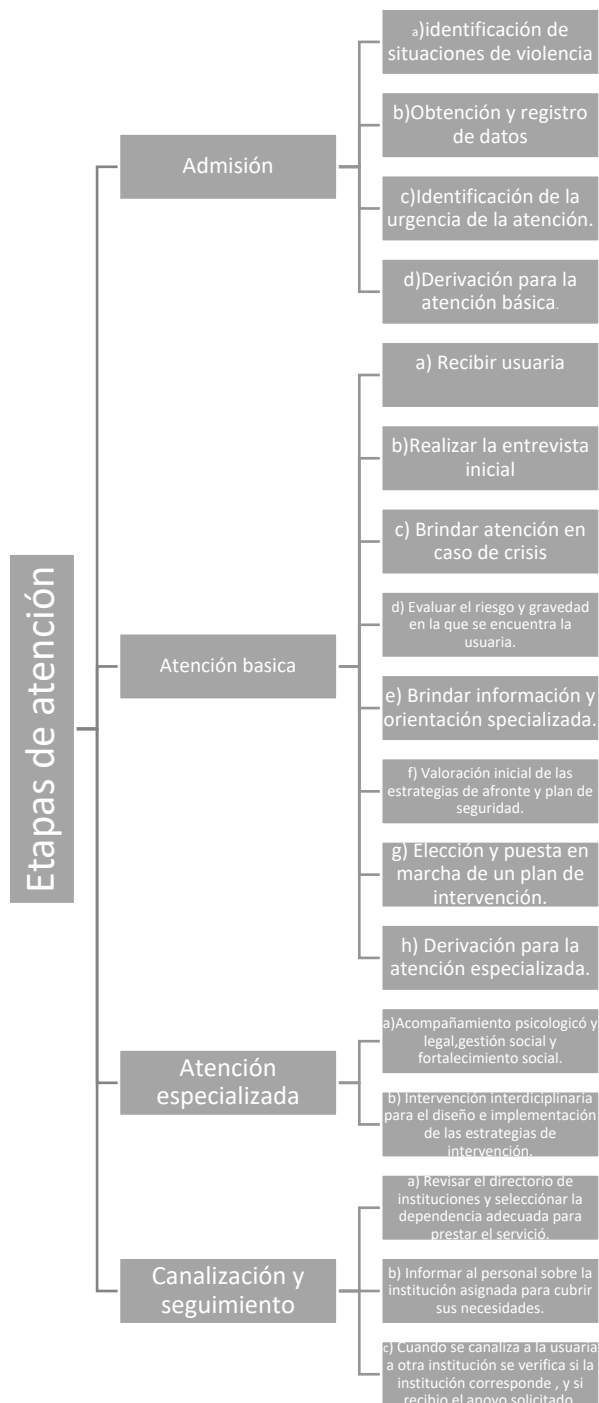 Etapas de atención
Admisión
a)identificación de
situaciones de violencia
b)Obtención y registro
de datos
c)Identificación de la
urgencia de la atención.
d)Derivación para la
atención básica.
Atención basica
a) Recibir usuaria
b)Realizar la entrevista
inicial
c) Brindar atención en
caso de crisis
d) Evaluar el riesgo y gravedad
en la que se encuentra la
usuaria.
e) Brindar información y
orientación specializada.
f) Valoración inicial de las
estrategias de afronte y plan de
seguridad.
g) Elección y puesta en
marcha de un plan de
intervención.
h) Derivación para la
atención especializada.
Atención
especializada
a)Acompañamiento psicologicó y
legal,gestión social y
fortalecimiento social.
b) Intervención interdiciplinaria
para el diseño e implementación
de las estrategias de
intervención.
Canalización y
seguimiento
a) Revisar el directorio de
instituciones y selecciónar la
dependencia adecuada para
prestar el servició.
b) Informar al personal sobre la
institución asignada para cubrir
sus necesidades.
c) Cuando se canaliza a la usuaria
a otra institución se verifica si la
institución corresponde , y si
recibio el apoyo solicitado.